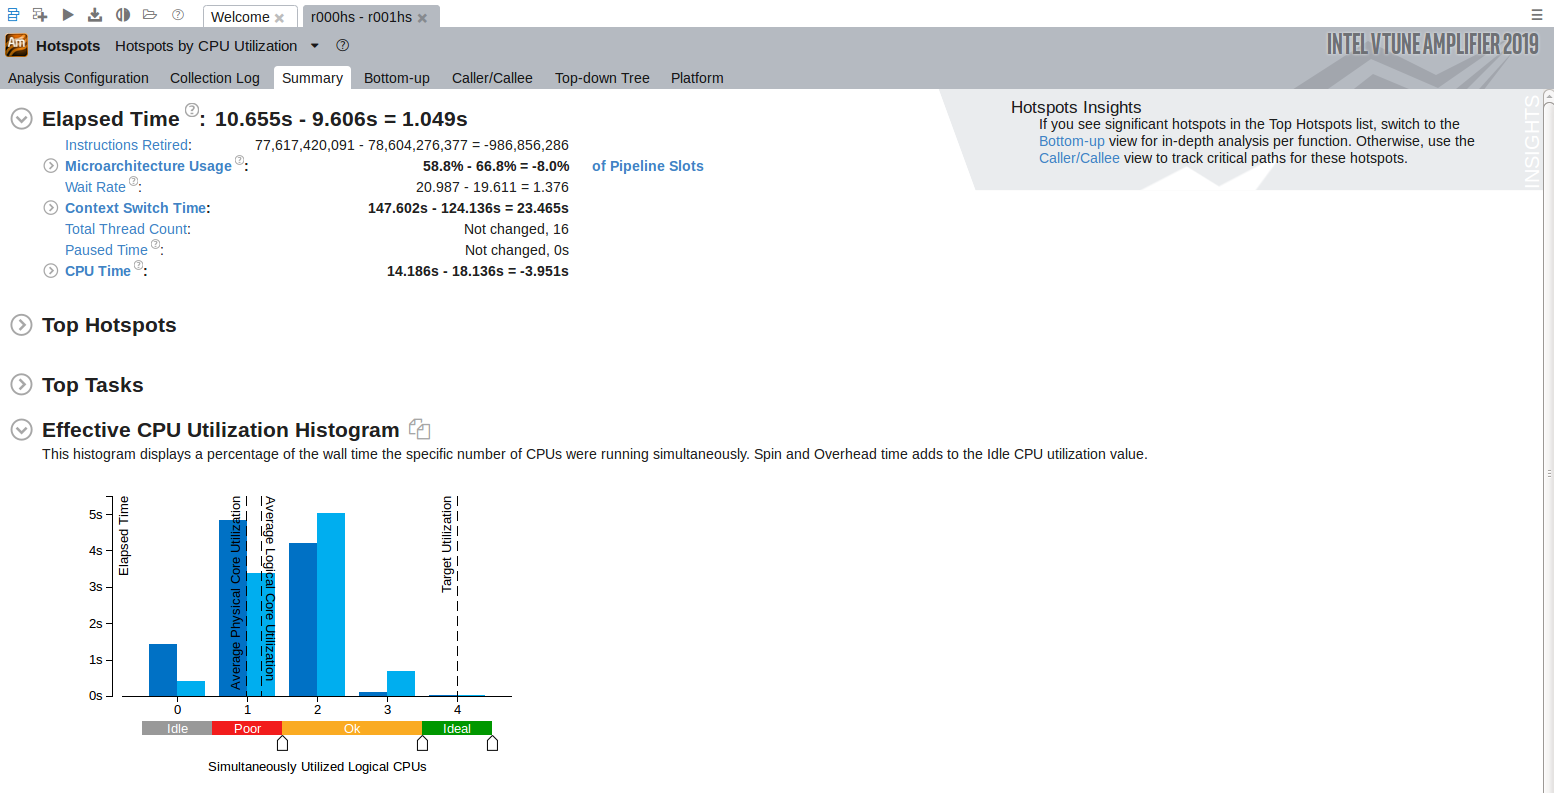 Welcome
r000hs - r001hs
Am
Hotspots Hotspots by CPU Utilization ?
INTEL VTUNE AMPLIFIER 2019
Analysis Configuration Collection Log Summary Bottom-up Caller/Callee Top-down Tree Platform
Elapsed Time ?: 10.655s - 9.606s = 1.049s
Instructions Retired: 77,617,420,091 - 78,604,276,377 = -986,856,286
Microarchitecture Usage ?: 58.8% - 66.8% = -8.0% of Pipeline Slots
Wait Rate ?: 20.987 - 19.611 = 1.376
Context Switch Time: 147.602s - 124.136s = 23.465s
Total Thread Count: Not changed, 16
Paused Time ?: Not changed, 0s
CPU Time ?: 14.186s - 18.136s = -3.951s
Hotspots Insights
If you see significant hotspots in the Top Hotspots list, switch to the
Bottom-up view for in-depth analysis per function. Otherwise, use the
Caller/Callee view to track critical paths for these hotspots.
INSIGHTS
Top Hotspots
Top Tasks
Effective CPU Utilization Histogram
This histogram displays a percentage of the wall time the specific number of CPUs were running simultaneously. Spin and Overhead time adds to the Idle CPU utilization value.
Elapsed Time
5s
4s
3s
2s
1s
0s
Average Physical Core Utilization
Average Logical Core Utilization
Target Utilization
0 1 2 3 4
Idle Poor Ok Ideal
Simultaneously Utilized Logical CPUs